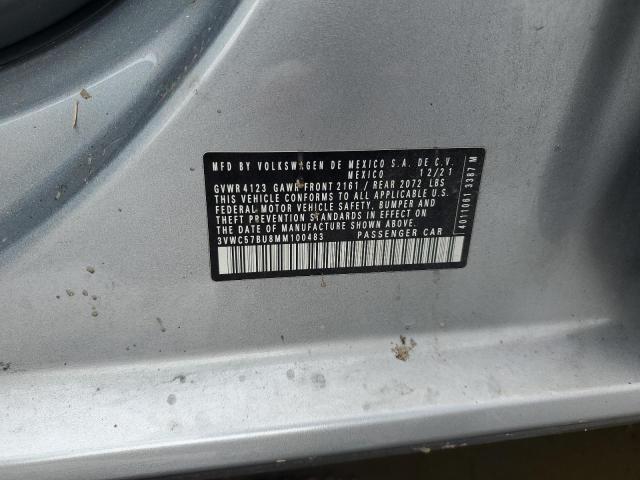 MFD BY VOLKSWAGEN DE MEXICO S.A. DE C.V.
MEXICO 12/21
GVWR 4123 GAWR FRONT 2161 / REAR 2072 LBS
THIS VEHICLE CONFORMS TO ALL APPLICABLE U.S.
FEDERAL MOTOR VEHICLE SAFETY, BUMPER AND
THEFT PREVENTION STANDARDS IN EFFECT ON
THE DATE OF MANUFACTURE SHOWN ABOVE.
3VWC57BU8MM100483 PASSENGER CAR
4011061 3367 M